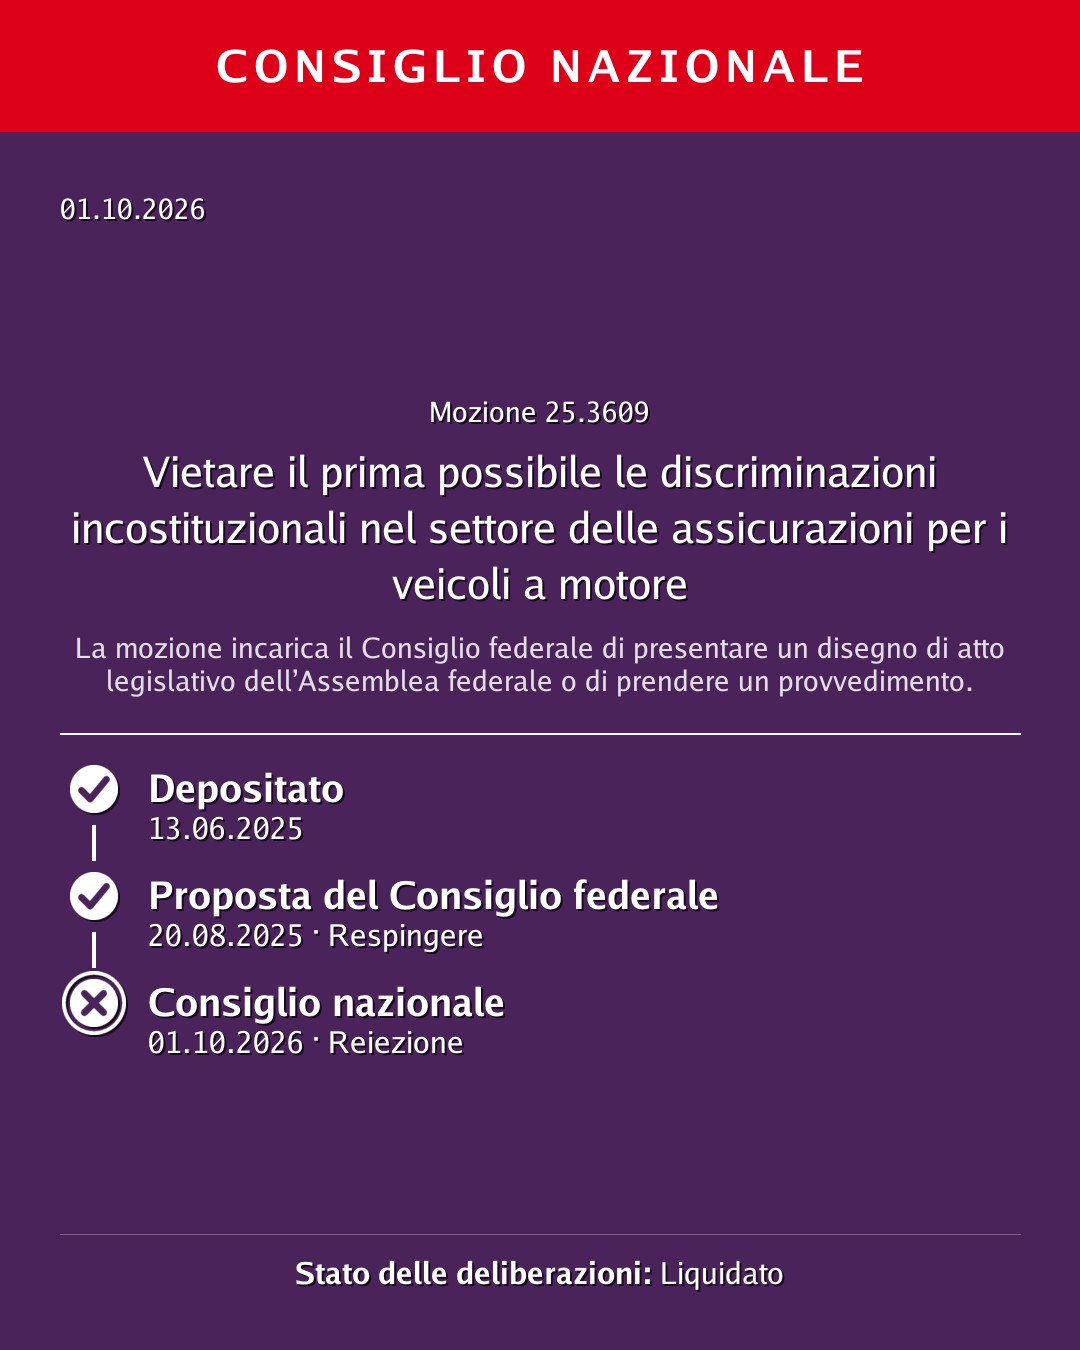 CONSIGLIO NAZIONALE
01.10.2026
Mozione 25.3609
Vietare il prima possibile le discriminazioni
incostituzionali nel settore delle assicurazioni per i
veicoli a motore
La mozione incarica il Consiglio federale di presentare un disegno di atto
legislativo dell’Assemblea federale o di prendere un provvedimento.
Depositato
13.06.2025
Proposta del Consiglio federale
20.08.2025 · Respingere
Consiglio nazionale
01.10.2026 · Reiezione
Stato delle deliberazioni: Liquidato